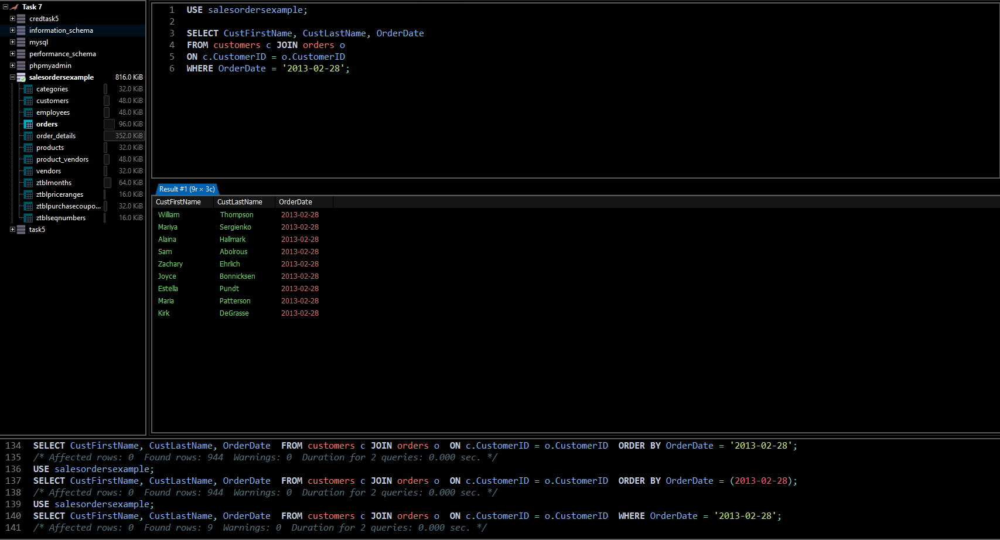 Task 7
credtask5
information_schema
mysql
performance_schema
phpmyadmin
salesordersexample 816.0 KiB
categories 32.0 KiB
customers 48.0 KiB
employees 48.0 KiB
orders 96.0 KiB
order_details 352.0 KiB
products 32.0 KiB
product_vendors 48.0 KiB
vendors 32.0 KiB
ztblmonths 64.0 KiB
ztblpriceranges 16.0 KiB
ztblpurchasecoupo... 32.0 KiB
ztblseqnumbers 16.0 KiB
task5
1 USE salesordersexample;
2
3 SELECT CustFirstName, CustLastName, OrderDate
4 FROM customers c JOIN orders o
5 ON c.CustomerID = o.CustomerID
6 WHERE OrderDate = '2013-02-28';
Result #1 (9r × 3c)
CustFirstName CustLastName OrderDate
William Thompson 2013-02-28
Mariya Sergienko 2013-02-28
Alaina Hallmark 2013-02-28
Sam Abolrous 2013-02-28
Zachary Ehrlich 2013-02-28
Joyce Bonnicksen 2013-02-28
Estella Pundt 2013-02-28
Maria Patterson 2013-02-28
Kirk DeGrasse 2013-02-28
134 SELECT CustFirstName, CustLastName, OrderDate  FROM customers c JOIN orders o  ON c.CustomerID = o.CustomerID  ORDER BY OrderDate = '2013-02-28';
135 /* Affected rows: 0  Found rows: 944  Warnings: 0  Duration for 2 queries: 0.000 sec. */
136 USE salesordersexample;
137 SELECT CustFirstName, CustLastName, OrderDate  FROM customers c JOIN orders o  ON c.CustomerID = o.CustomerID  ORDER BY OrderDate = (2013-02-28);
138 /* Affected rows: 0  Found rows: 944  Warnings: 0  Duration for 2 queries: 0.000 sec. */
139 USE salesordersexample;
140 SELECT CustFirstName, CustLastName, OrderDate  FROM customers c JOIN orders o  ON c.CustomerID = o.CustomerID  WHERE OrderDate = '2013-02-28';
141 /* Affected rows: 0  Found rows: 9  Warnings: 0  Duration for 2 queries: 0.000 sec. */